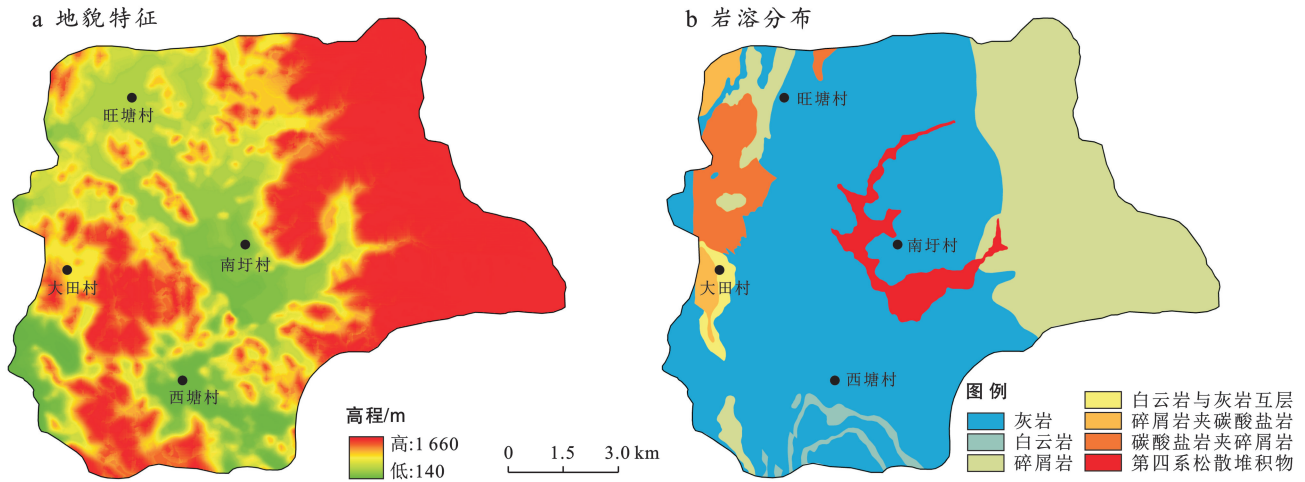 a 地貌特征
旺塘村
南圩村
大田村
西塘村
高程/m
高:1 660
低:140
0 1.5 3.0 km
b 岩溶分布
旺塘村
南圩村
大田村
西塘村
图例
灰岩
白云岩
碎屑岩
白云岩与灰岩互层
碎屑岩夹碳酸盐岩
碳酸盐岩夹碎屑岩
第四系松散堆积物